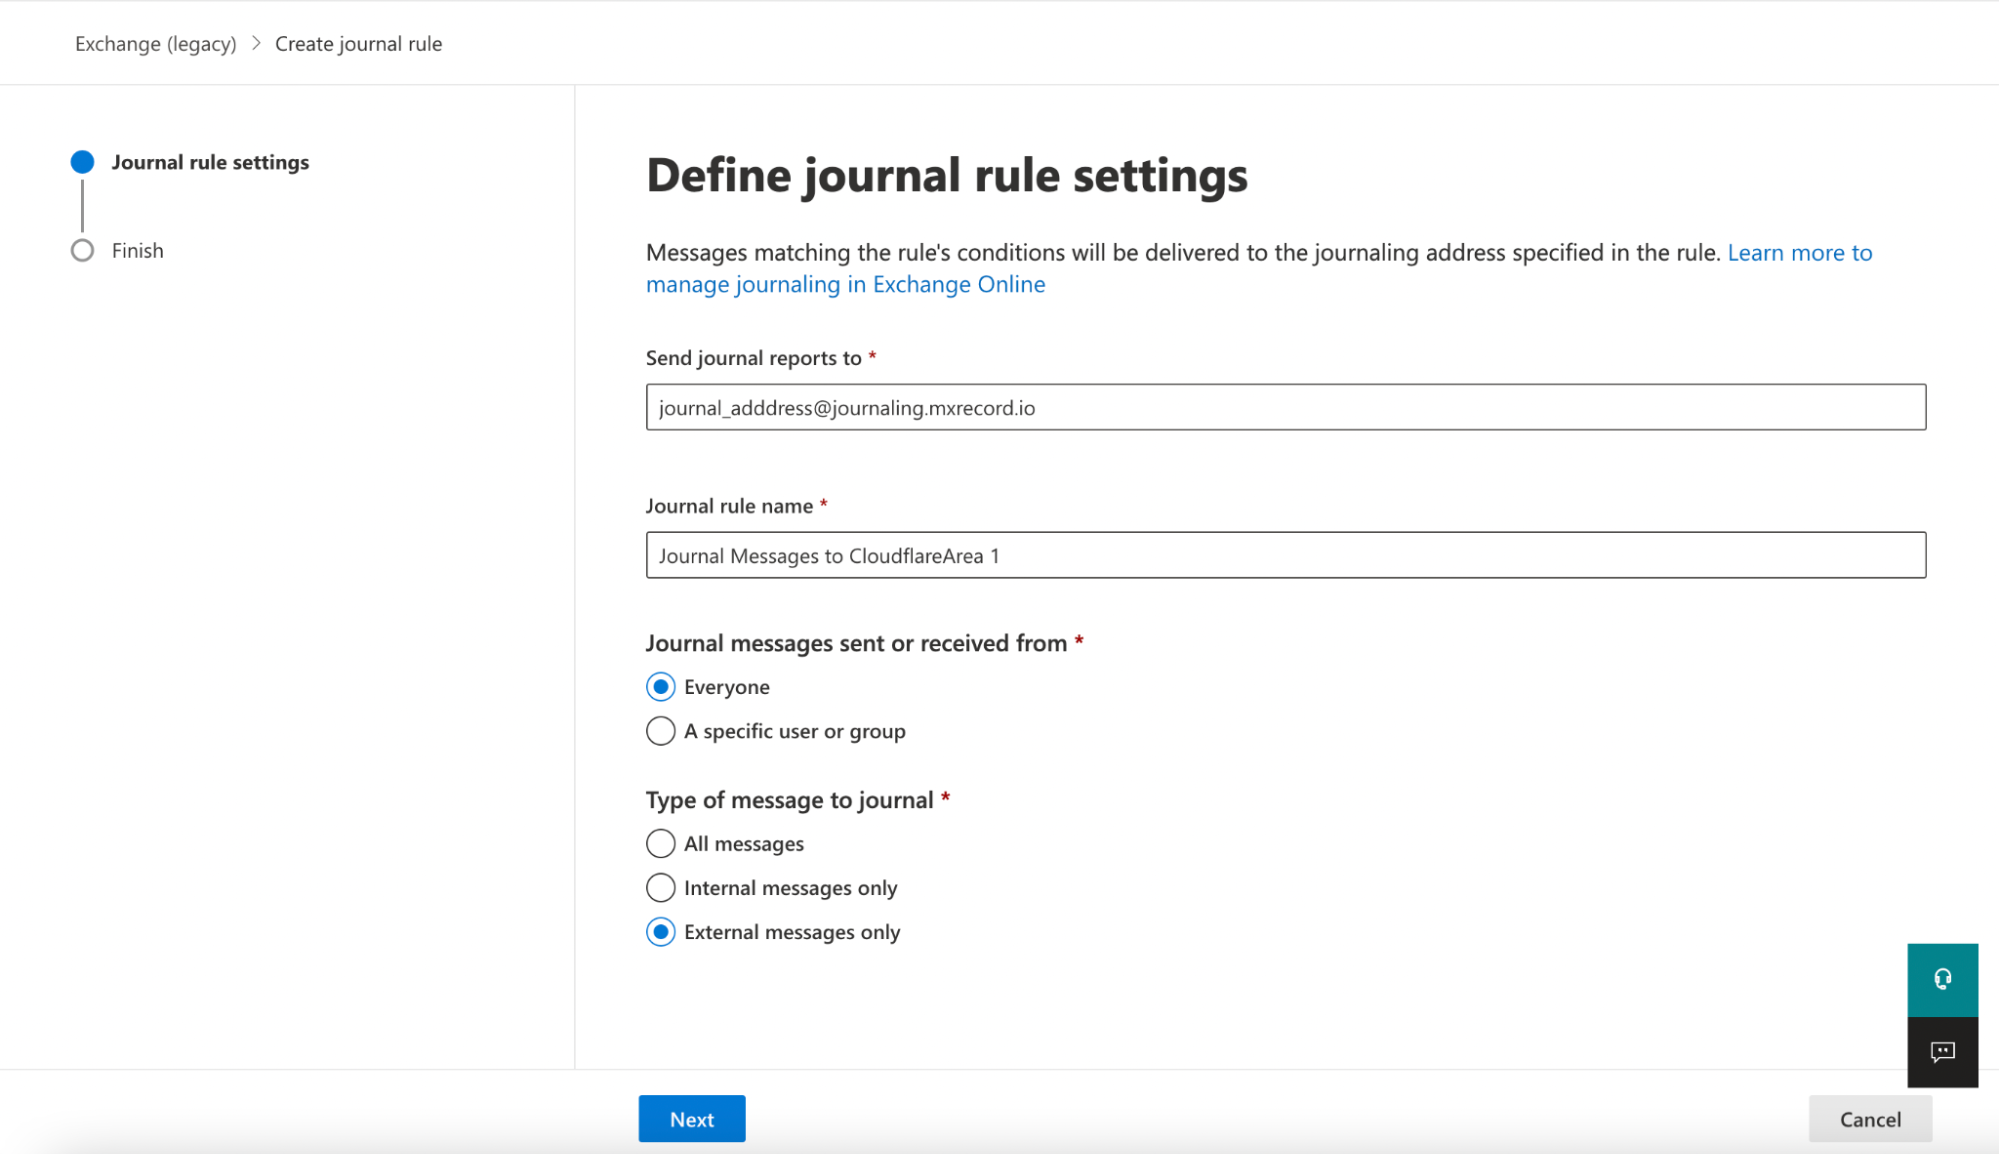 Exchange (legacy) > Create journal rule
Journal rule settings
Finish
Define journal rule settings
Messages matching the rule's conditions will be delivered to the journaling address specified in the rule. Learn more to
manage journaling in Exchange Online
Send journal reports to *
journal_adddress@journaling.mxrecord.io
Journal rule name *
Journal Messages to CloudflareArea 1
Journal messages sent or received from *
Everyone
A specific user or group
Type of message to journal *
All messages
Internal messages only
External messages only
Next
Cancel